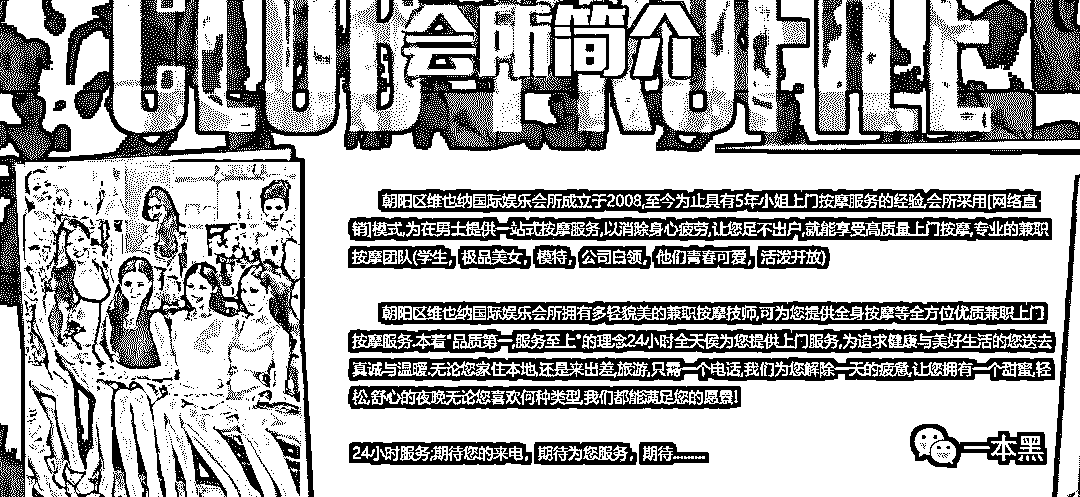 CLUB PROFILE
会所简介
朝阳区维也纳国际娱乐会所成立于2008,至今为止具有5年小姐上门按摩服务的经验,会所采用[网络直
销]模式,为在男士提供一站式按摩服务,以消除身心疲劳,让您足不出户,就能享受高质量上门按摩,专业的兼职
按摩团队(学生，极品美女，模特，公司白领，他们青春可爱，活泼开放)
朝阳区维也纳国际娱乐会所拥有多轻貌美的兼职按摩技师,可为您提供全身按摩等全方位优质兼职上门
按摩服务.本着"品质第一,服务至上"的理念24小时全天侯为您提供上门服务,为追求健康与美好生活的您送去
真诚与温暖.无论您家住本地,还是来出差,旅游,只需一个电话,我们为您解除一天的疲惫,让您拥有一个甜蜜,轻
松,舒心的夜晚无论您喜欢何种类型,我们都能满足您的愿景!
24小时服务;期待您的来电，期待为您服务，期待.........
一本黑